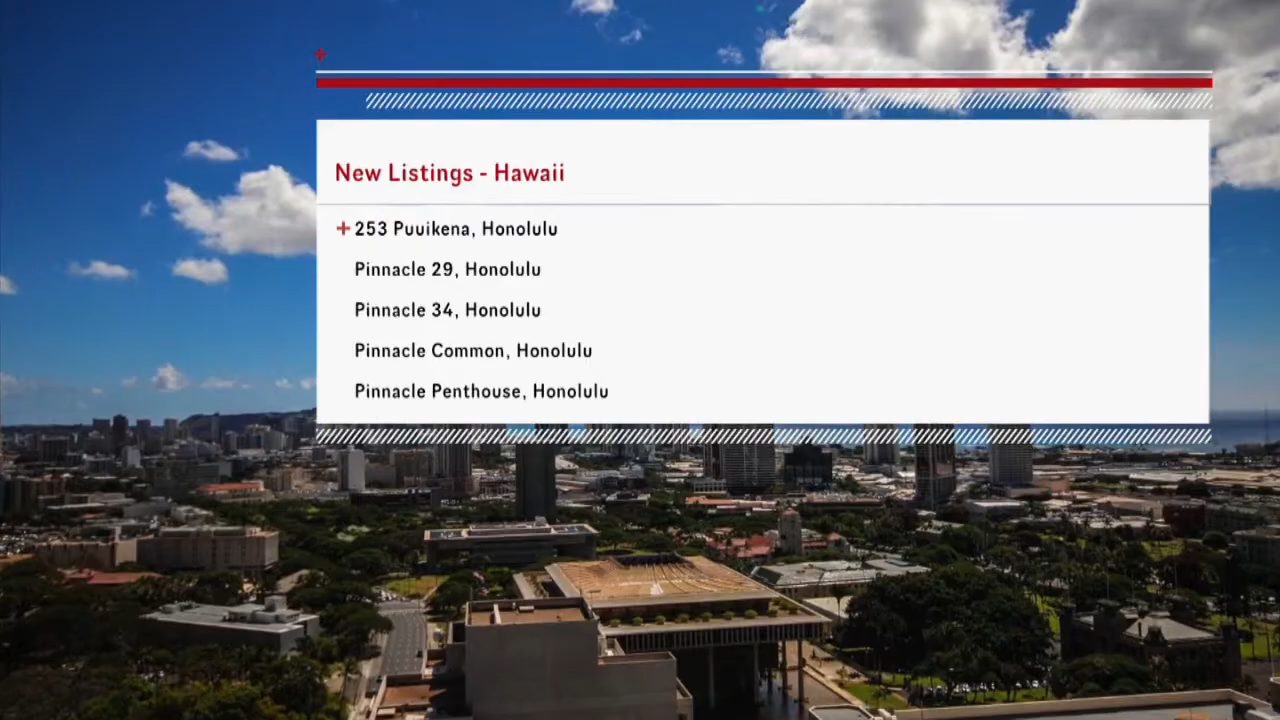 New Listings - Hawaii
253 Puuikena, Honolulu
Pinnacle 29, Honolulu
Pinnacle 34, Honolulu
Pinnacle Common, Honolulu
Pinnacle Penthouse, Honolulu